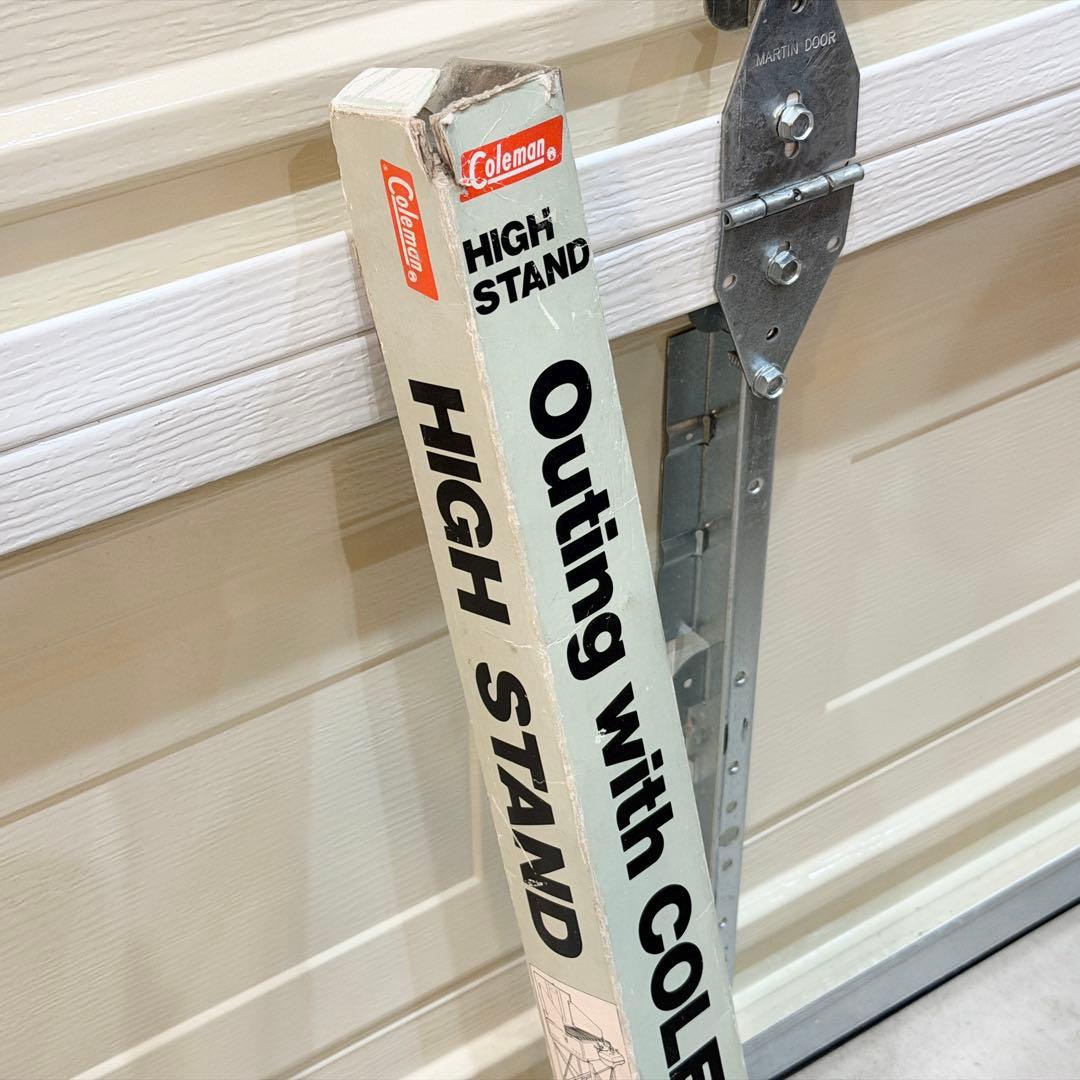 MARTIN DOOR
Coleman
HIGH STAND
Coleman
HIGH
STAND
Outing with COLE